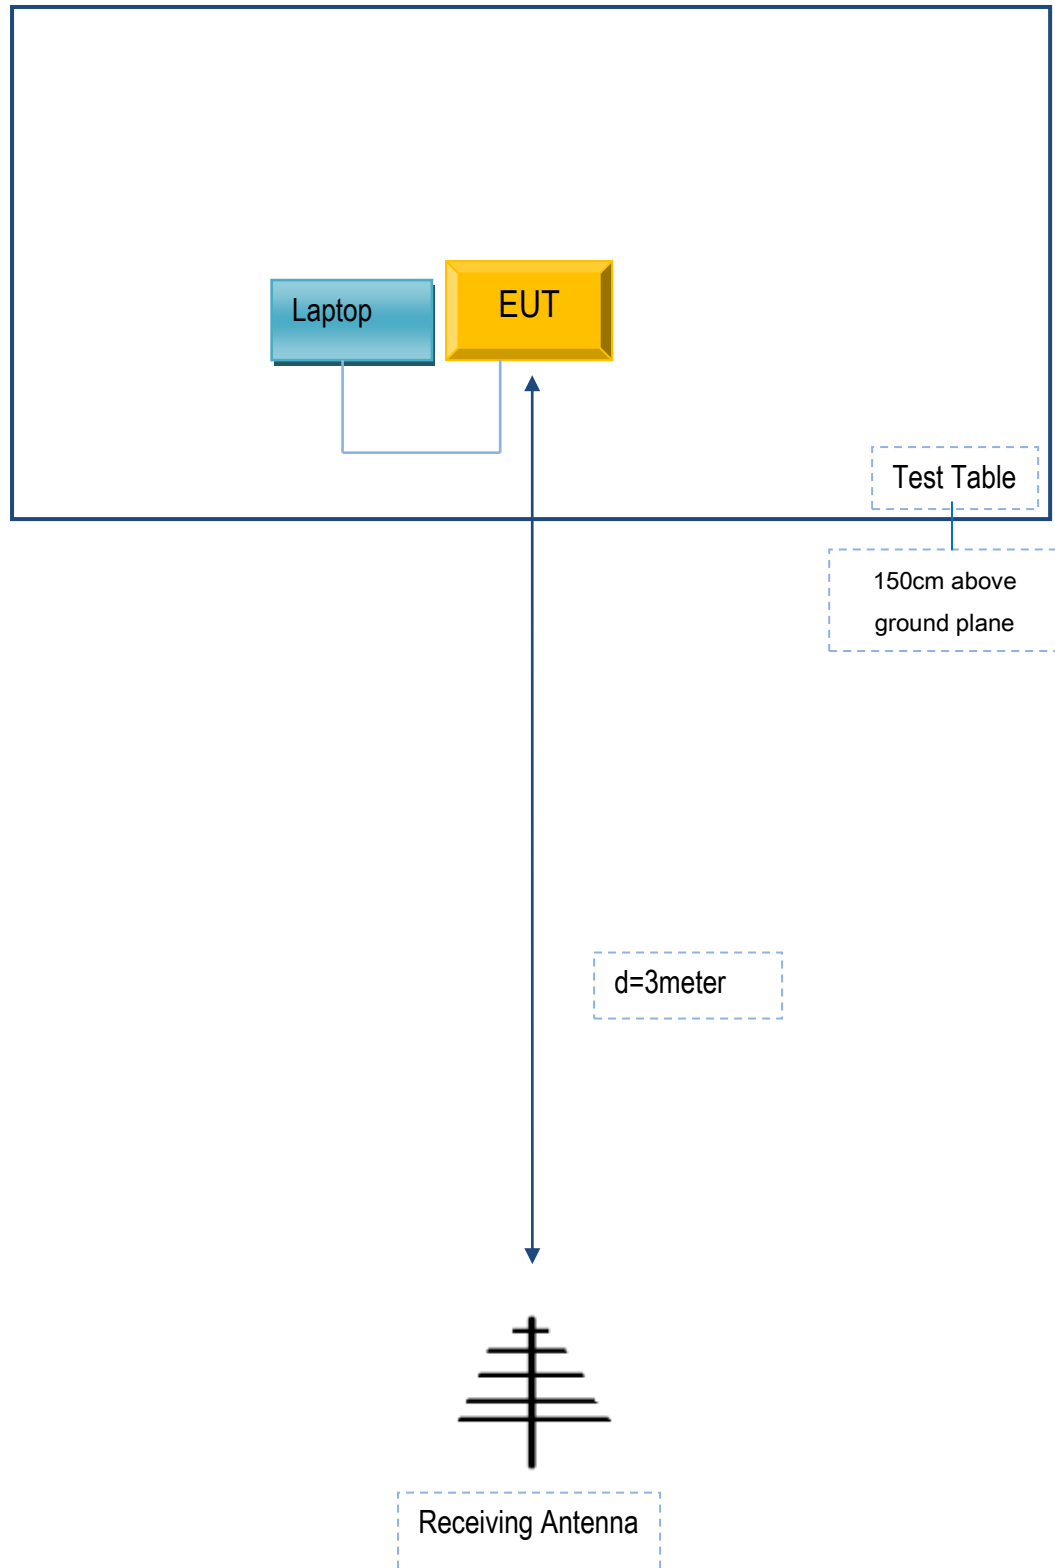 Laptop
EUT
Test Table
150cm above
ground plane
d=3meter
Receiving Antenna